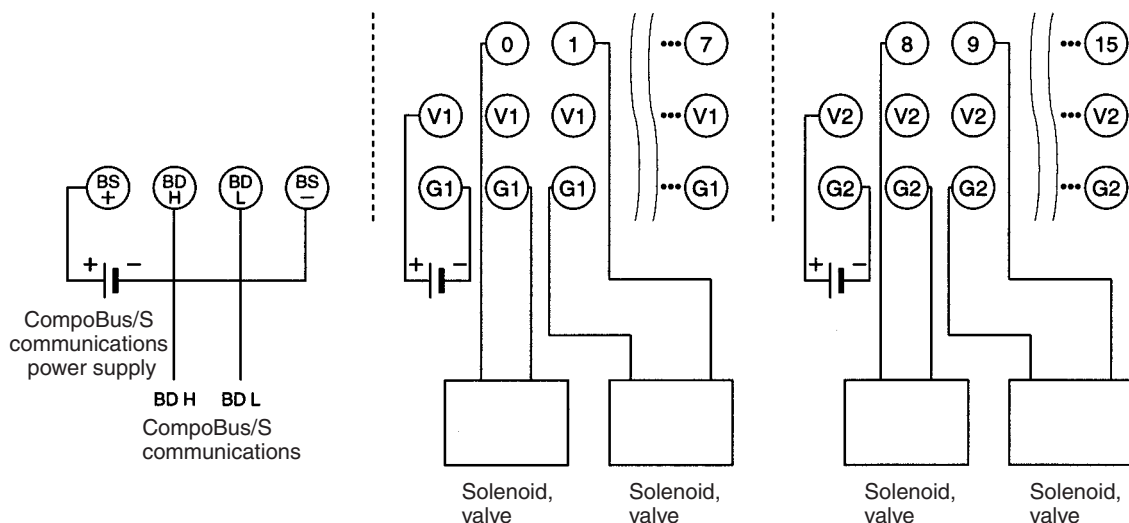 0 1 ••• 7
8 9 ••• 15
V1 V1 V1 ••• V1
V2 V2 V2 ••• V2
BS + BD H BD L BS −
G1 G1 G1 ••• G1
G2 G2 G2 ••• G2
+ −
+ −
+ −
CompoBus/S
communications
power supply
BD H BD L
CompoBus/S
communications
Solenoid,
valve
Solenoid,
valve
Solenoid,
valve
Solenoid,
valve